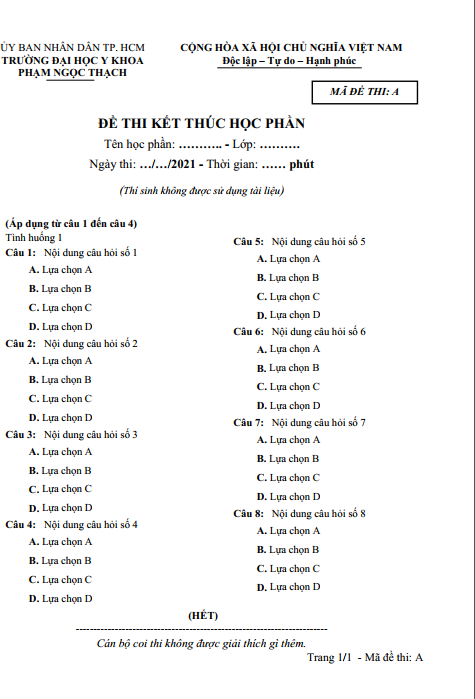 ỦY BAN NHÂN DÂN TP. HCM
TRƯỜNG ĐẠI HỌC Y KHOA
PHẠM NGỌC THẠCH
CỘNG HÒA XÃ HỘI CHỦ NGHĨA VIỆT NAM
Độc lập – Tự do – Hạnh phúc
MÃ ĐỀ THI: A
ĐỀ THI KẾT THÚC HỌC PHẦN
Tên học phần: ……….. - Lớp: ……….
Ngày thi: …/…/2021 - Thời gian: …… phút
(Thí sinh không được sử dụng tài liệu)
(Áp dụng từ câu 1 đến câu 4)
Tình huống 1
Câu 1: Nội dung câu hỏi số 1
A. Lựa chọn A
B. Lựa chọn B
C. Lựa chọn C
D. Lựa chọn D
Câu 2: Nội dung câu hỏi số 2
A. Lựa chọn A
B. Lựa chọn B
C. Lựa chọn C
D. Lựa chọn D
Câu 3: Nội dung câu hỏi số 3
A. Lựa chọn A
B. Lựa chọn B
C. Lựa chọn C
D. Lựa chọn D
Câu 4: Nội dung câu hỏi số 4
A. Lựa chọn A
B. Lựa chọn B
C. Lựa chọn C
D. Lựa chọn D
Câu 5: Nội dung câu hỏi số 5
A. Lựa chọn A
B. Lựa chọn B
C. Lựa chọn C
D. Lựa chọn D
Câu 6: Nội dung câu hỏi số 6
A. Lựa chọn A
B. Lựa chọn B
C. Lựa chọn C
D. Lựa chọn D
Câu 7: Nội dung câu hỏi số 7
A. Lựa chọn A
B. Lựa chọn B
C. Lựa chọn C
D. Lựa chọn D
Câu 8: Nội dung câu hỏi số 8
A. Lựa chọn A
B. Lựa chọn B
C. Lựa chọn C
D. Lựa chọn D
(HẾT)
Cán bộ coi thi không được giải thích gì thêm.
Trang 1/1 - Mã đề thi: A